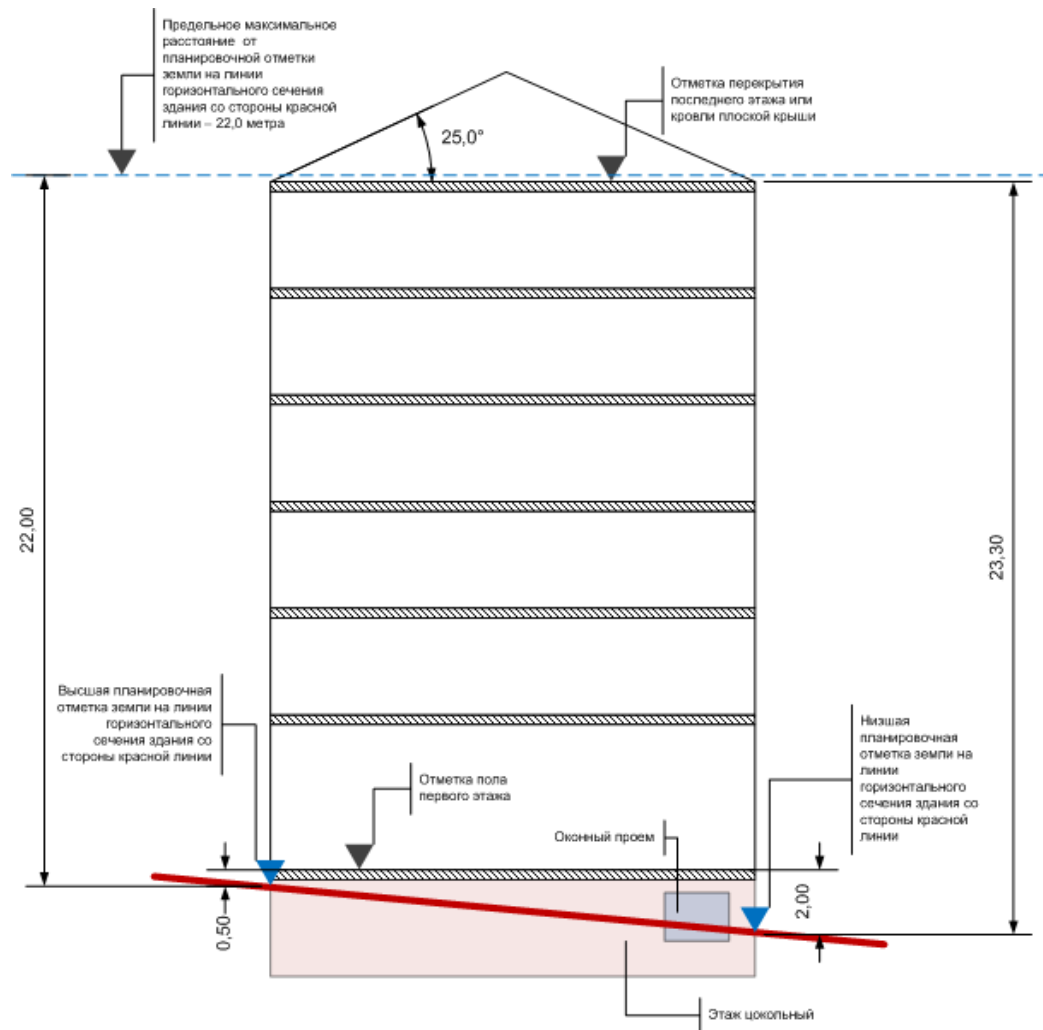 Предельное максимальное
расстояние от
планировочной отметки
земли на линии
горизонтального сечения
здания со стороны красной
линии – 22,0 метра
Отметка перекрытия
последнего этажа или
кровли плоской крыши
25,0°
22,00
23,30
Высшая планировочная
отметка земли на линии
горизонтального
сечения здания со
стороны красной линии
Отметка пола
первого этажа
Оконный проем
Низшая
планировочная
отметка земли на
линии
горизонтального
сечения здания со
стороны красной
линии
0,50
2,00
Этаж цокольный